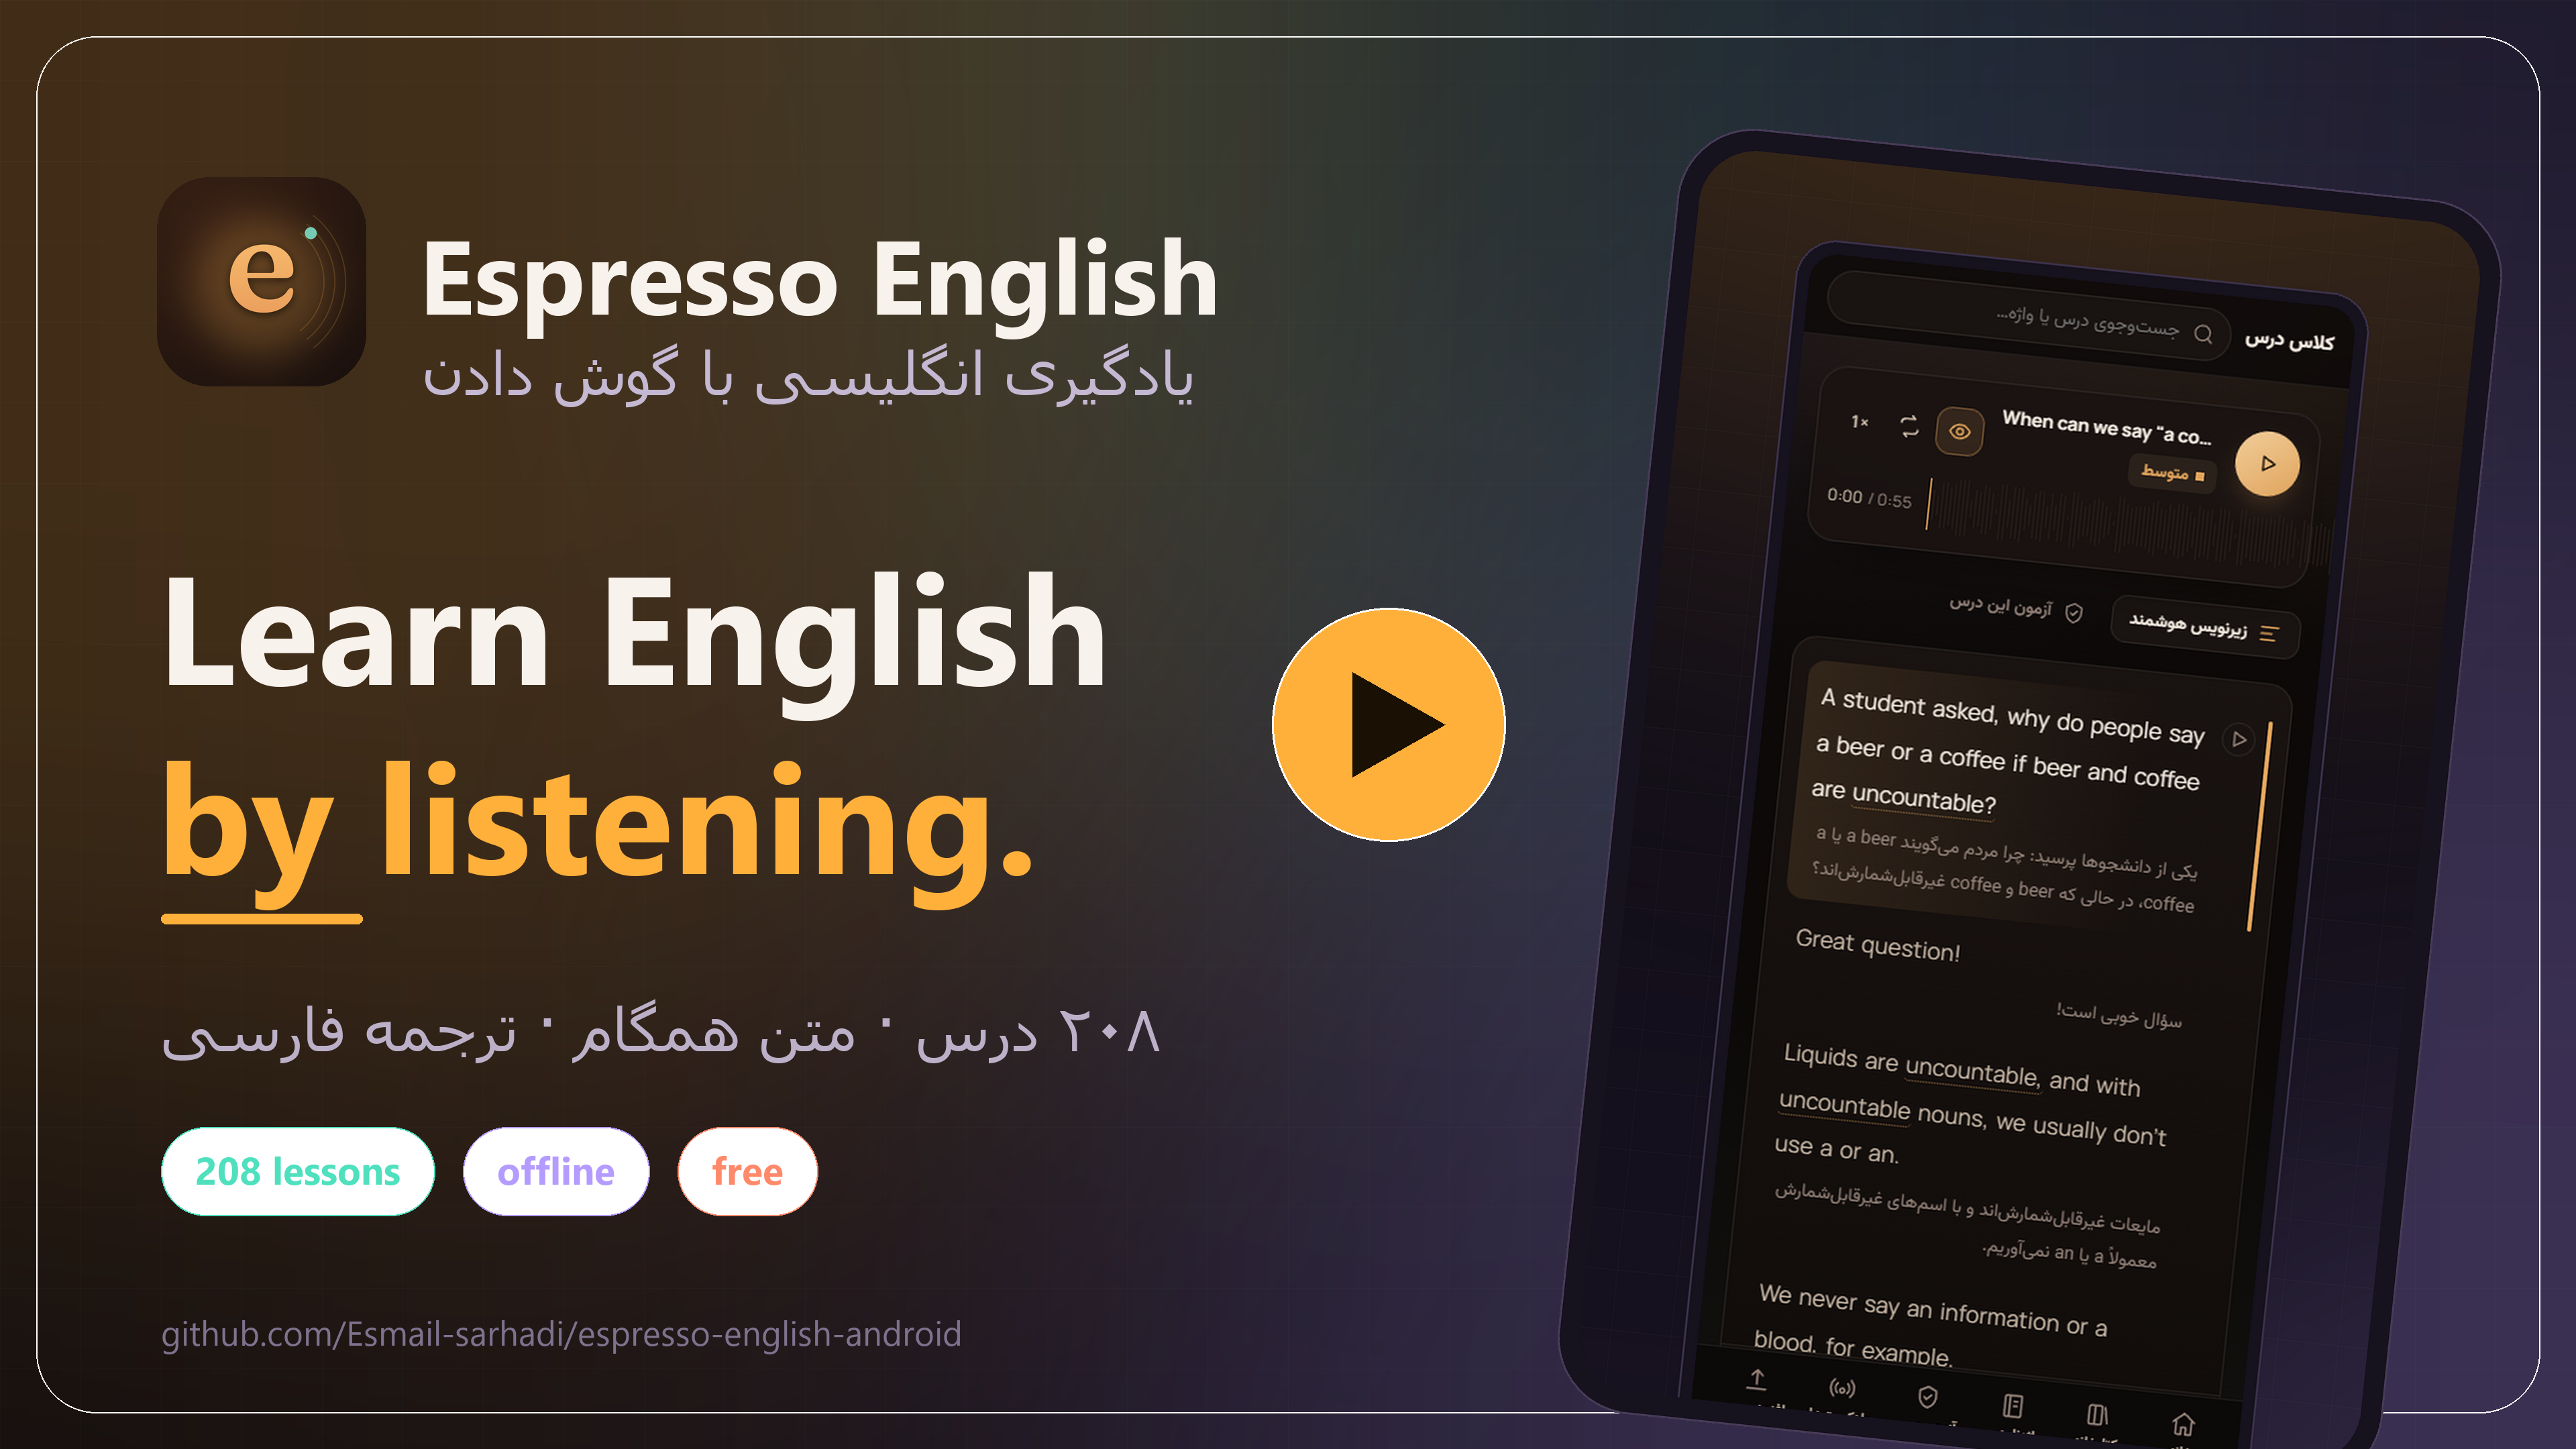 e
Espresso English
یادگیری انگلیسی با گوش دادن
Learn English
by listening.
۲۰۸ درس · متن همگام · ترجمه فارسی
208 lessons
offline
free
github.com/Esmail-sarhadi/espresso-english-android
کلاس درس
جست‌وجوی درس یا واژه...
When can we say “a co...
متوسط
1×
0:00 / 0:55
زیرنویس هوشمند
آزمون این درس
A student asked, why do people say
a beer or a coffee if beer and coffee
are uncountable?
یکی از دانشجوها پرسید: چرا مردم می‌گویند a beer یا a
coffee، در حالی که beer و coffee غیرقابل‌شمارش‌اند؟
Great question!
سؤال خوبی است!
Liquids are uncountable, and with
uncountable nouns, we usually don’t
use a or an.
مایعات غیرقابل‌شمارش‌اند و با اسم‌های غیرقابل‌شمارش
معمولاً a یا an نمی‌آوریم.
We never say an information or a
blood, for example.